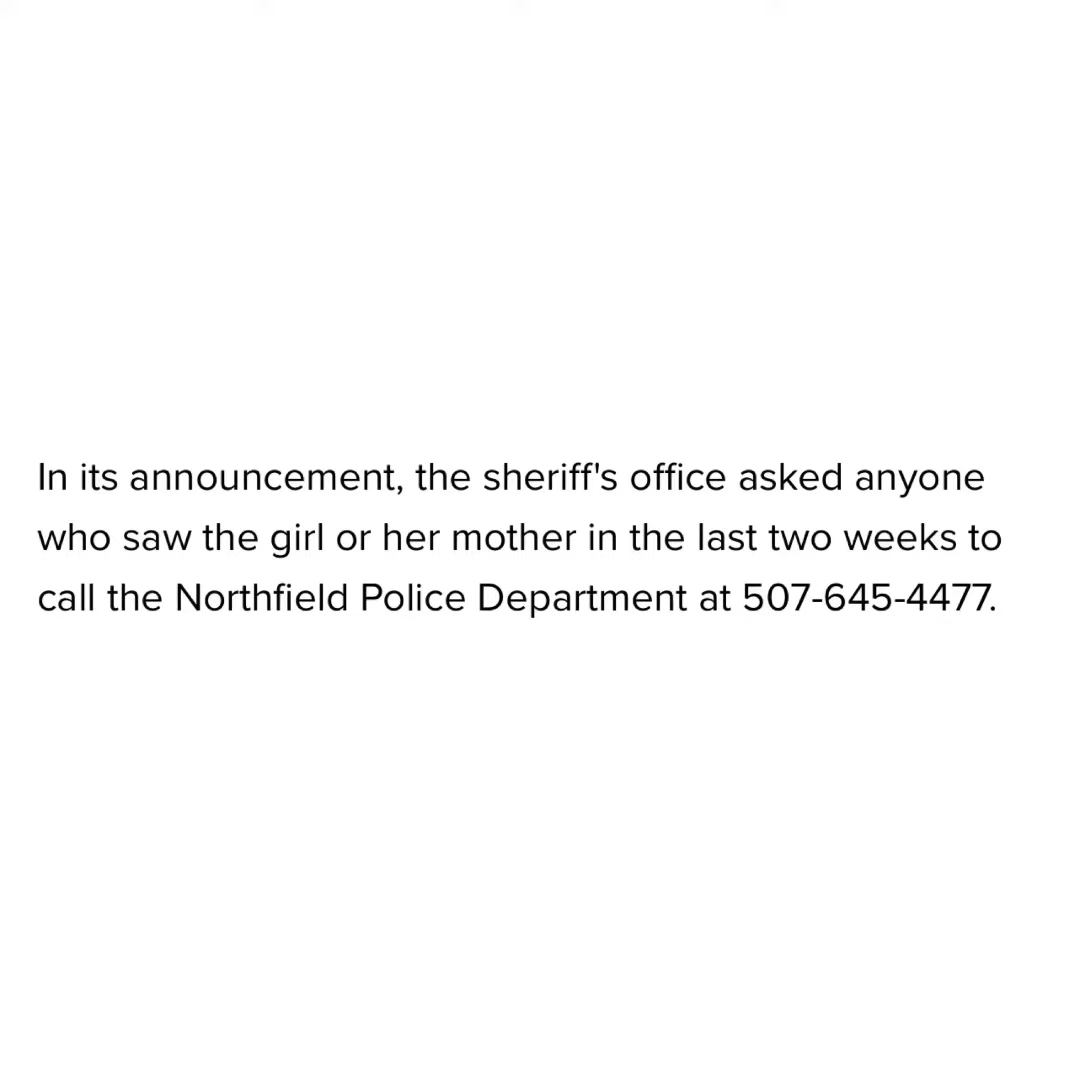 In its announcement, the sheriff's office asked anyone
who saw the girl or her mother in the last two weeks to
call the Northfield Police Department at 507-645-4477.